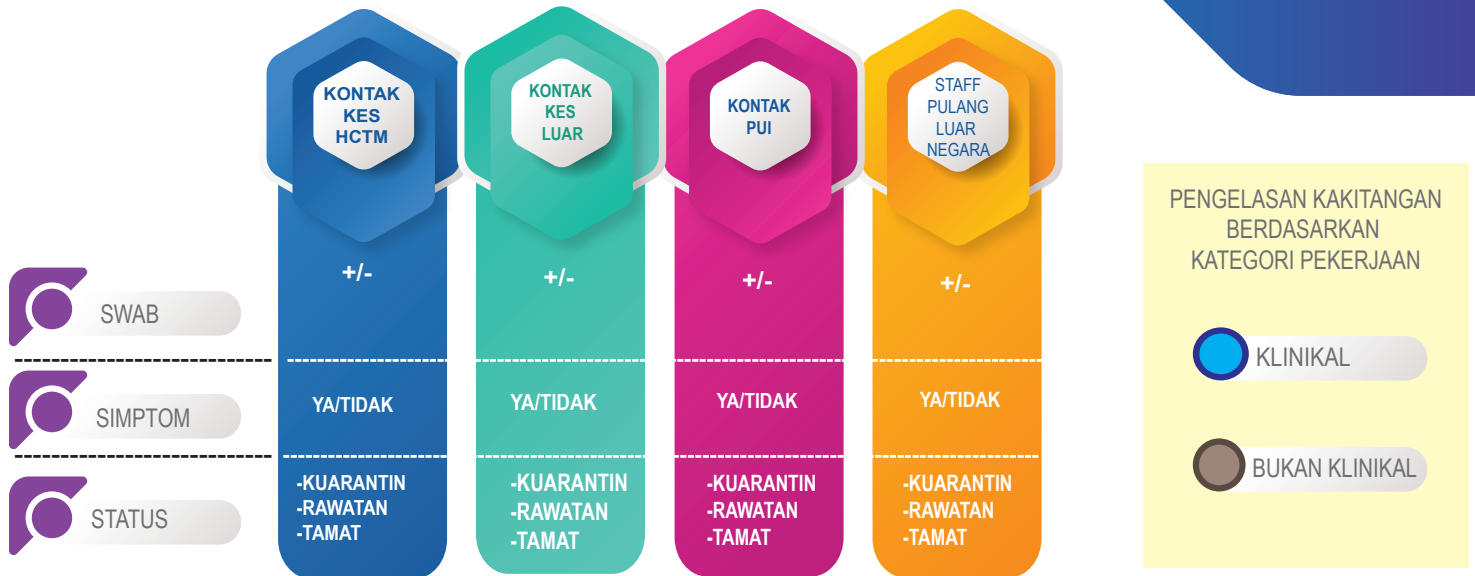 KONTAK
KES
HCTM
KONTAK
KES
LUAR
KONTAK
PUI
STAFF
PULANG
LUAR
NEGARA
SWAB
+/-
+/-
+/-
+/-
SIMPTOM
YA/TIDAK
YA/TIDAK
YA/TIDAK
YA/TIDAK
STATUS
-KUARANTIN
-RAWATAN
-TAMAT
-KUARANTIN
-RAWATAN
-TAMAT
-KUARANTIN
-RAWATAN
-TAMAT
-KUARANTIN
-RAWATAN
-TAMAT
PENGELASAN KAKITANGAN
BERDASARKAN
KATEGORI PEKERJAAN
KLINIKAL
BUKAN KLINIKAL